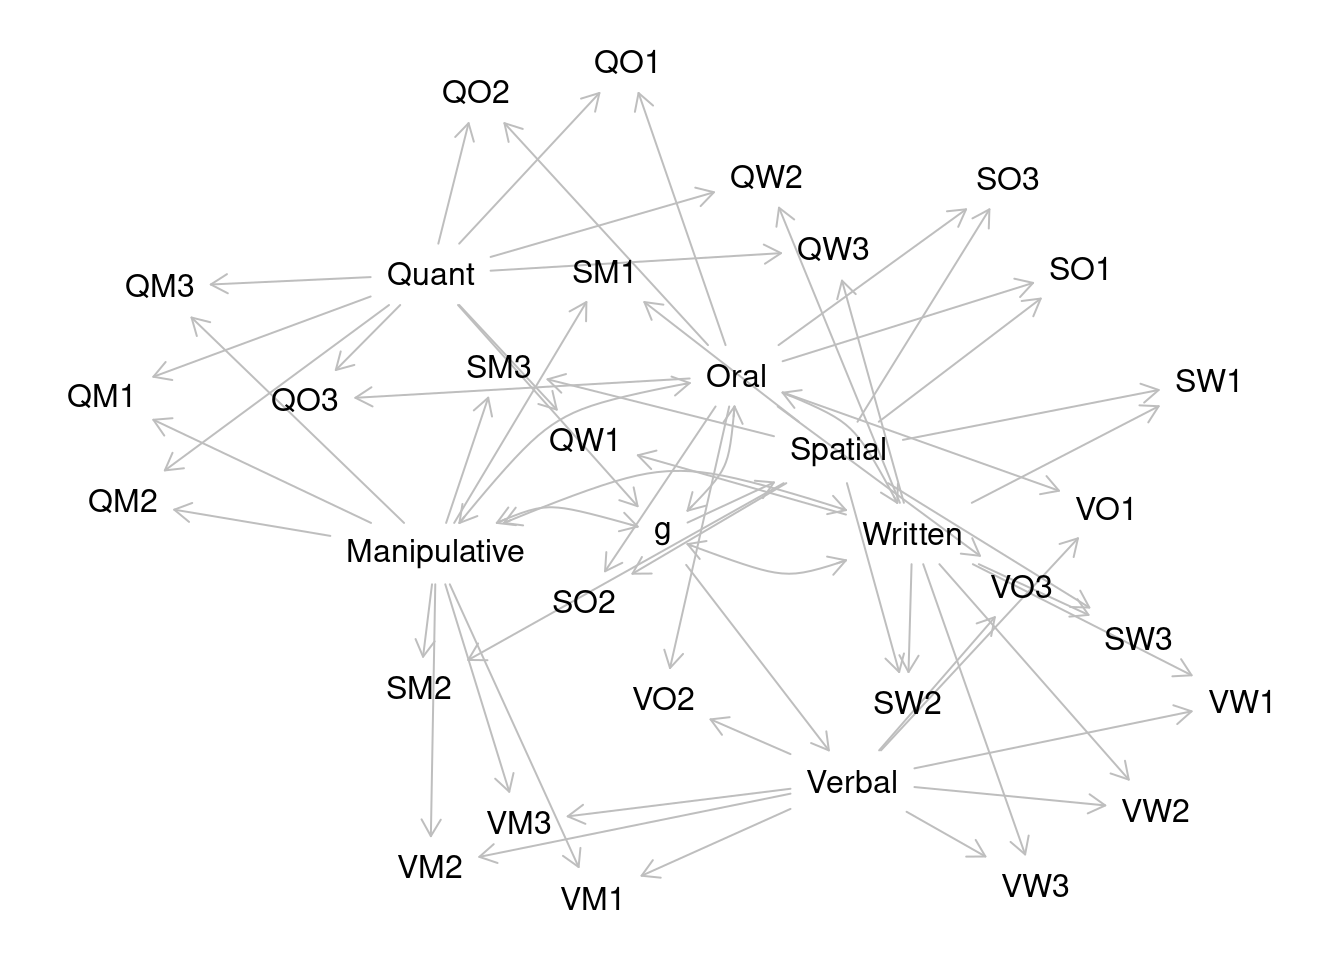 QO1
QO2
QW2
SO3
QW3
SO1
SM1
Quant
QM3
SM3
Oral
SW1
QM1
QO3
QW1
Spatial
QM2
VO1
g
Written
Manipulative
VO3
SO2
SW3
SM2
VO2
SW2
VW1
Verbal
VW2
VM3
VM2
VW3
VM1